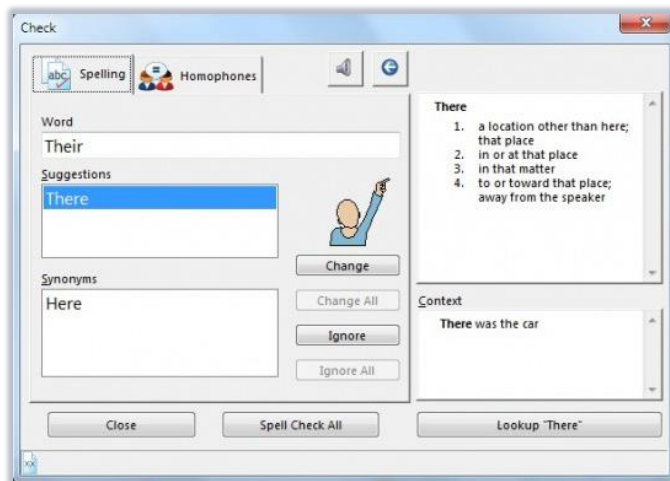 Check
abc Spelling
Homophones
Word
Their
Suggestions
There
Synonyms
Here
Change
Change All
Ignore
Ignore All
There
1. a location other than here;
that place
2. in or at that place
3. in that matter
4. to or toward that place;
away from the speaker
Context
There was the car
Close
Spell Check All
Lookup "There"